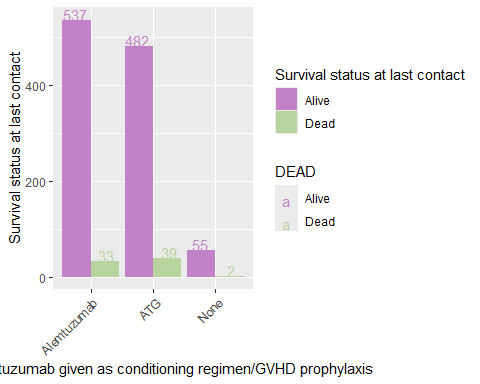 537
482
55
33
39
2
400
200
0
Survival status at last contact
Alemtuzumab
ATG
None
tuzumab given as conditioning regimen/GVHD prophylaxis
Survival status at last contact
Alive
Dead
DEAD
a Alive
a Dead